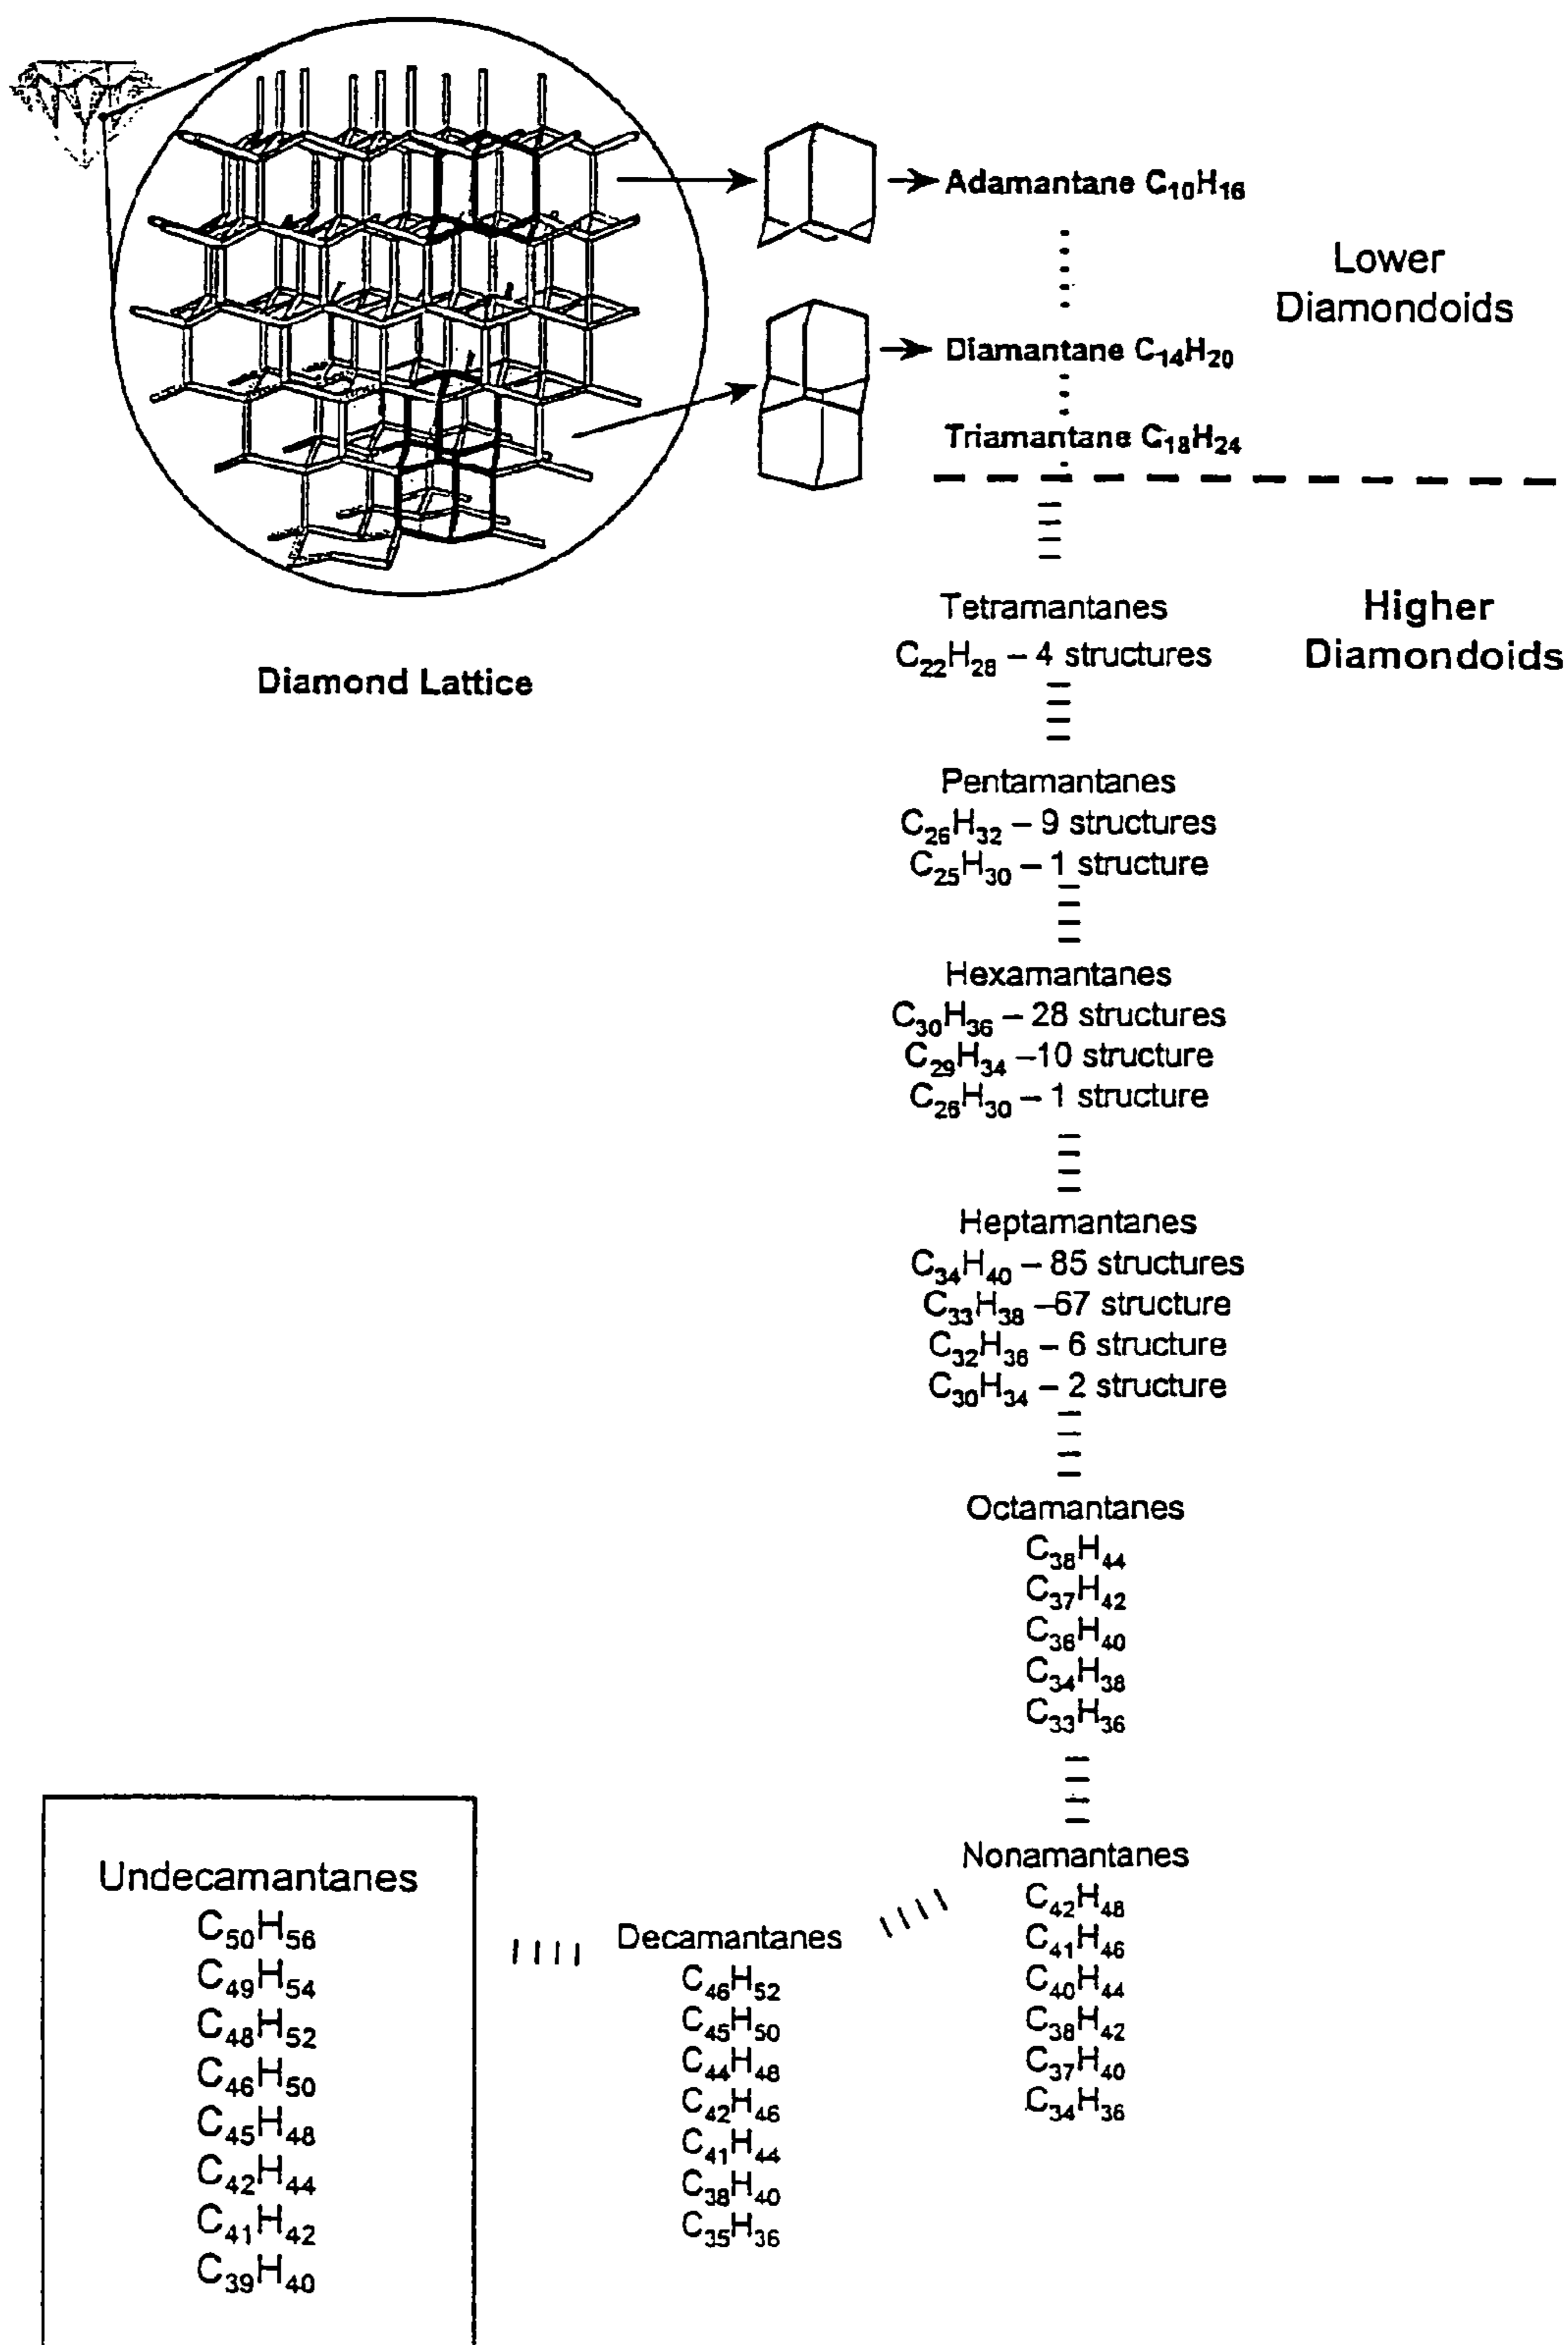 Adamantane C₁₀H₁₆
Lower
Diamondoids
Diamantane C₁₄H₂₀
Triamantane C₁₈H₂₄
Diamond Lattice
Higher
Diamondoids
Tetramantanes
C₂₂H₂₈ – 4 structures
Pentamantanes
C₂₆H₃₂ – 9 structures
C₂₅H₃₀ – 1 structure
Hexamantanes
C₃₀H₃₆ – 28 structures
C₂₉H₃₄ –10 structure
C₂₆H₃₀ – 1 structure
Heptamantanes
C₃₄H₄₀ – 85 structures
C₃₃H₃₈ –67 structure
C₃₂H₃₆ – 6 structure
C₃₀H₃₄ – 2 structure
Octamantanes
C₃₈H₄₄
C₃₇H₄₂
C₃₆H₄₀
C₃₄H₃₈
C₃₃H₃₆
Nonamantanes
C₄₂H₄₈
C₄₁H₄₆
C₄₀H₄₄
C₃₈H₄₂
C₃₇H₄₀
C₃₄H₃₆
Decamantanes
C₄₆H₅₂
C₄₅H₅₀
C₄₄H₄₈
C₄₂H₄₆
C₄₁H₄₄
C₃₈H₄₀
C₃₅H₃₆
Undecamantanes
C₅₀H₅₆
C₄₉H₅₄
C₄₈H₅₂
C₄₆H₅₀
C₄₅H₄₈
C₄₂H₄₄
C₄₁H₄₂
C₃₉H₄₀